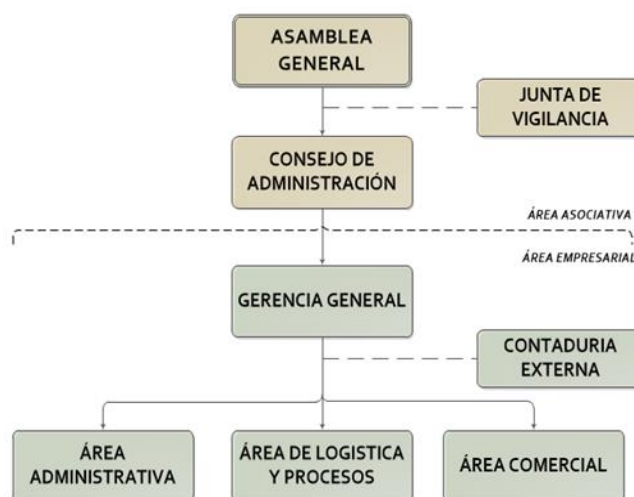 ASAMBLEA
GENERAL
JUNTA DE
VIGILANCIA
CONSEJO DE
ADMINISTRACIÓN
ÁREA ASOCIATIVA
ÁREA EMPRESARIAL
GERENCIA GENERAL
CONTADURIA
EXTERNA
ÁREA
ADMINISTRATIVA
ÁREA DE LOGISTICA
Y PROCESOS
ÁREA COMERCIAL